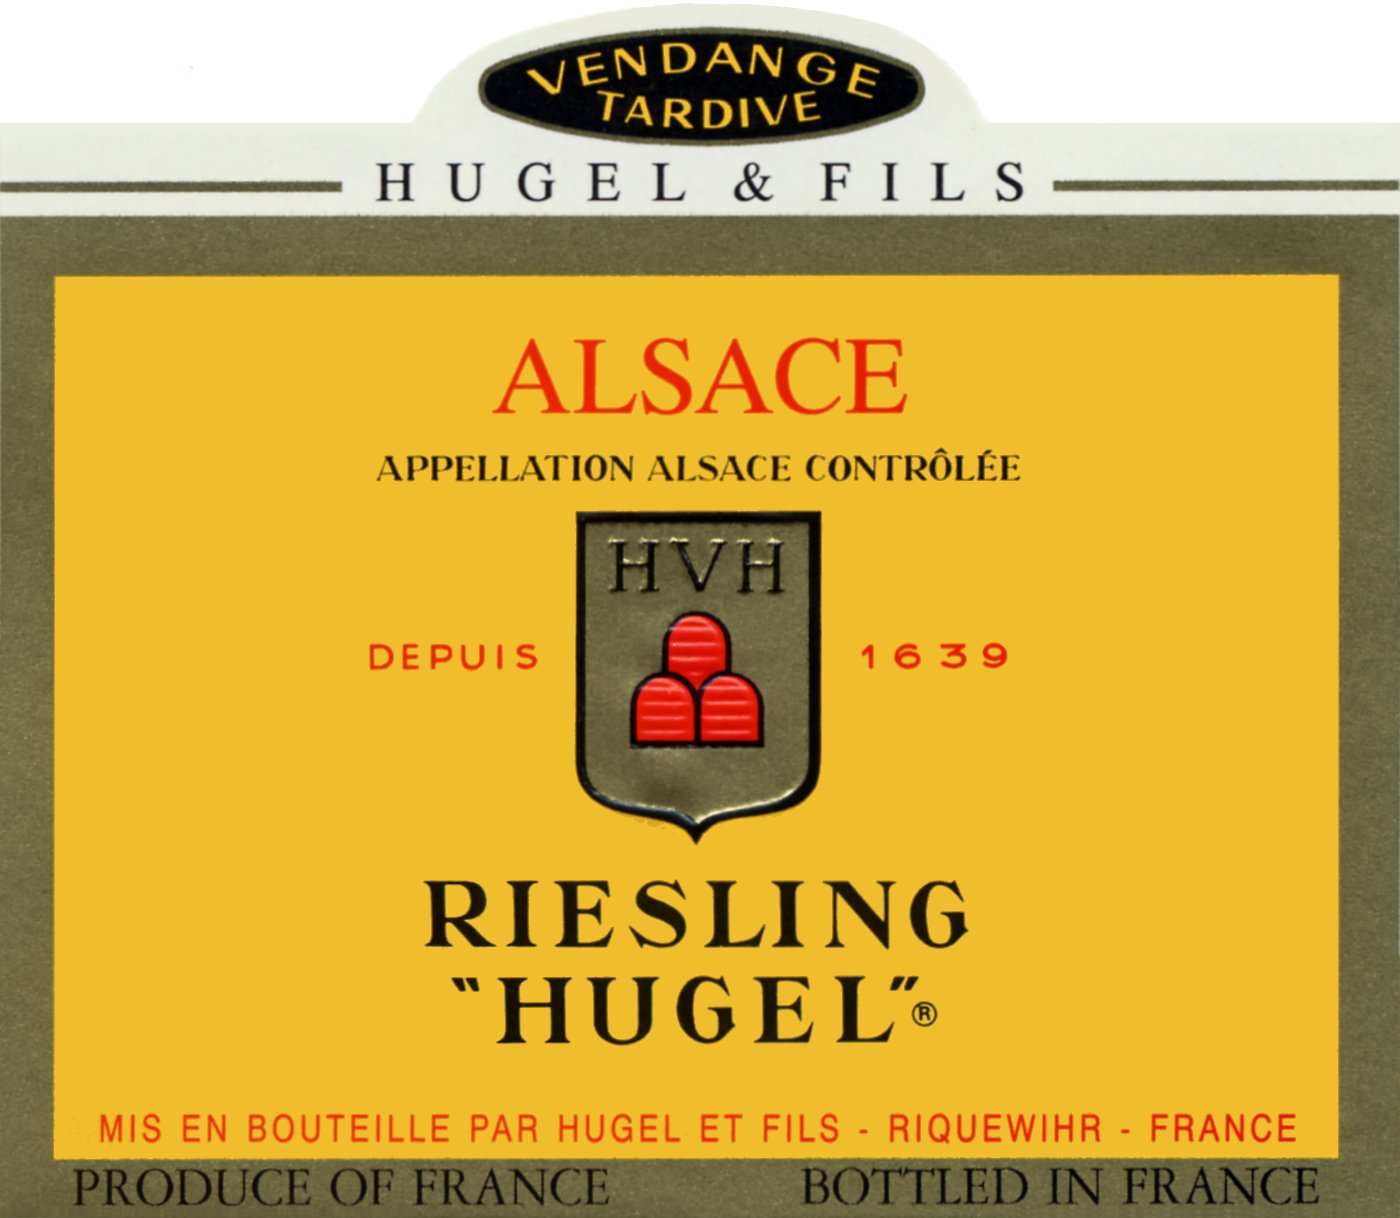 VENDANGE
TARDIVE
HUGEL & FILS
ALSACE
APPELLATION ALSACE CONTRÔLÉE
HVH
DEPUIS 1639
RIESLING
"HUGEL"®
MIS EN BOUTEILLE PAR HUGEL ET FILS - RIQUEWIHR - FRANCE
PRODUCE OF FRANCE BOTTLED IN FRANCE